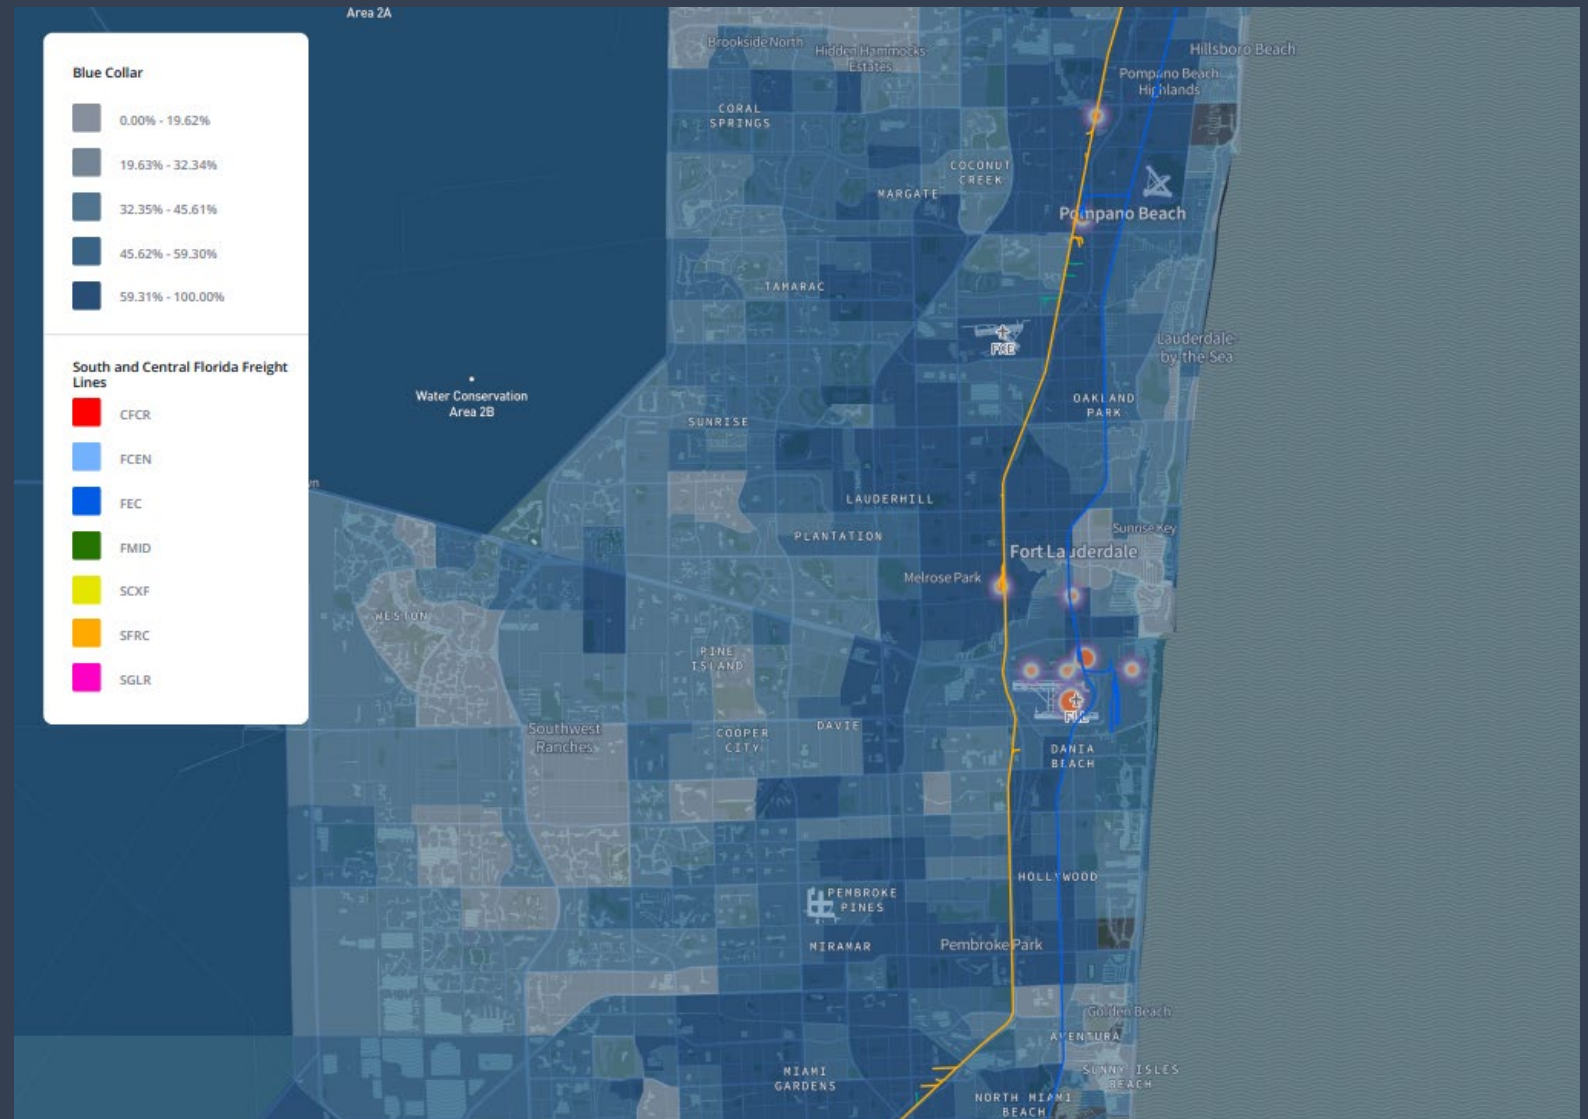 Area 2A
Blue Collar
0.00% - 19.62%
19.63% - 32.34%
32.35% - 45.61%
45.62% - 59.30%
59.31% - 100.00%
South and Central Florida Freight
Lines
CFCR
FCEN
FEC
FMID
SCXF
SFRC
SGLR
Brookside North
Hidden Hammocks
Estates
Hillsboro Beach
Pompano Beach
Highlands
CORAL
SPRINGS
COCONUT
CREEK
MARGATE
Pompano Beach
TAMARAC
FXE
Lauderdale-
by-the-Sea
Water Conservation
Area 2B
OAKLAND
PARK
SUNRISE
LAUDERHILL
PLANTATION
Sunrise Key
Fort Lauderdale
Melrose Park
WESTON
PINE
ISLAND
FLL
Southwest
Ranches
COOPER
CITY
DAVIE
DANIA
BEACH
HOLLYWOOD
PEMBROKE
PINES
MIRAMAR
Pembroke Park
Golden Beach
AVENTURA
MIAMI
GARDENS
SUNNY ISLES
BEACH
NORTH MIAMI
BEACH